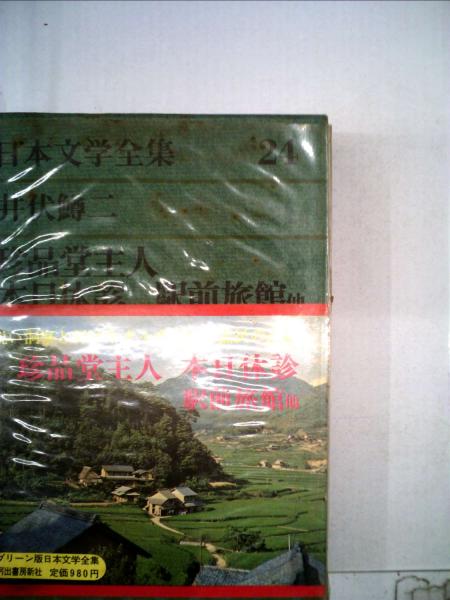 日本文学全集 24
井伏鱒二
珍品堂主人
本日休診 駅前旅館他
珍品堂主人 本日休診
駅前旅館他
グリーン版日本文学全集
河出書房新社 定価980円